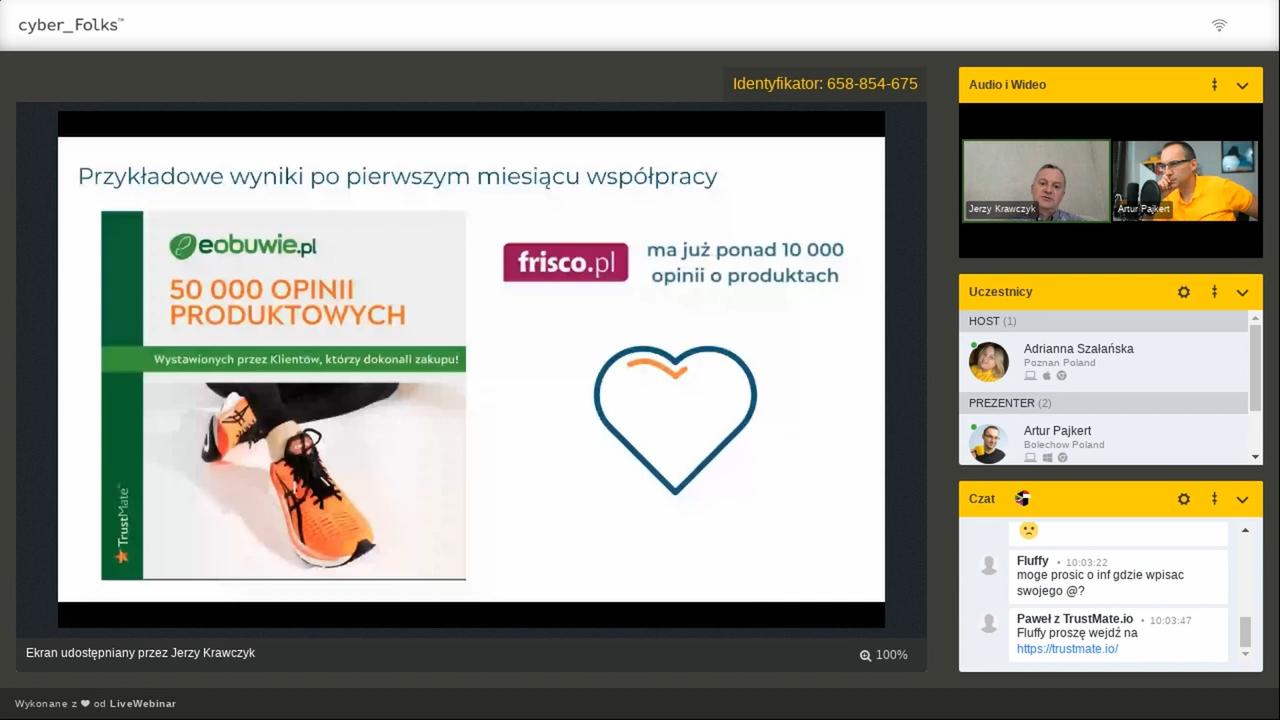 cyber_Folks™
Identyfikator: 658-854-675
Przykładowe wyniki po pierwszym miesiącu współpracy
eobuwie.pl
50 000 OPINII
PRODUKTOWYCH
Wystawionych przez Klientów, którzy dokonali zakupu!
TrustMate™
frisco.pl
ma już ponad 10 000
opinii o produktach
Ekran udostępniany przez Jerzy Krawczyk
100%
Audio i Wideo
Jerzy Krawczyk
Artur Pajkert
Uczestnicy
HOST (1)
Adrianna Szałańska
Poznan Poland
PREZENTER (2)
Artur Pajkert
Bolechow Poland
Czat
Fluffy • 10:03:22
moge prosic o inf gdzie wpisac
swojego @?
Paweł z TrustMate.io • 10:03:47
Fluffy proszę wejdź na
https://trustmate.io/
Wykonane z ❤ od LiveWebinar